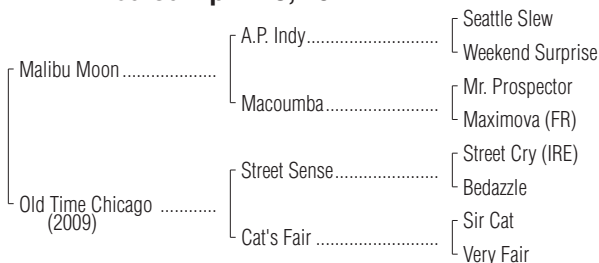 Seattle Slew
A.P. Indy
Weekend Surprise
Malibu Moon
Mr. Prospector
Macoumba
Maximova (FR)
Street Cry (IRE)
Street Sense
Bedazzle
Old Time Chicago
(2009)
Sir Cat
Cat's Fair
Very Fair